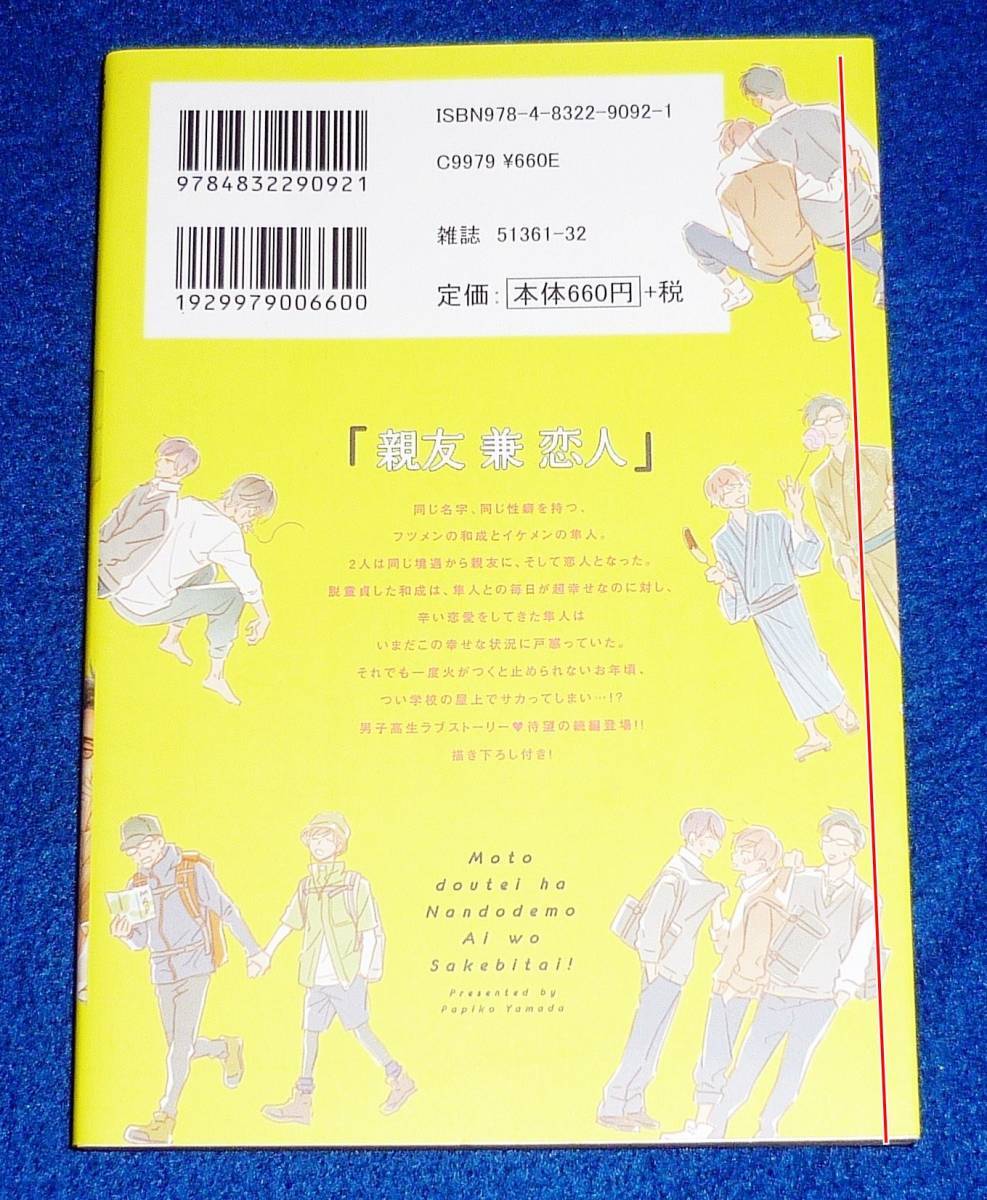 ISBN978-4-8322-9092-1
9784832290921
C9979 ¥660E
雑誌 51361-32
1929979006600
定価：本体660円+税
「親友 兼 恋人」
同じ名字、同じ性癖を持つ、
フツメンの和成とイケメンの隼人。
2人は同じ境遇から親友に、そして恋人となった。
脱童貞した和成は、隼人との毎日が超幸せなのに対し、
辛い恋愛をしてきた隼人は
いまだこの幸せな状況に戸惑っていた。
それでも一度火がつくと止められないお年頃、
つい学校の屋上でサカってしまい…!?
男子高生ラブストーリー♥待望の続編登場!!
描き下ろし付き!
Moto
doutei ha
Nandodemo
Ai wo
Sakebitai!
Presented by
Papiko Yamada